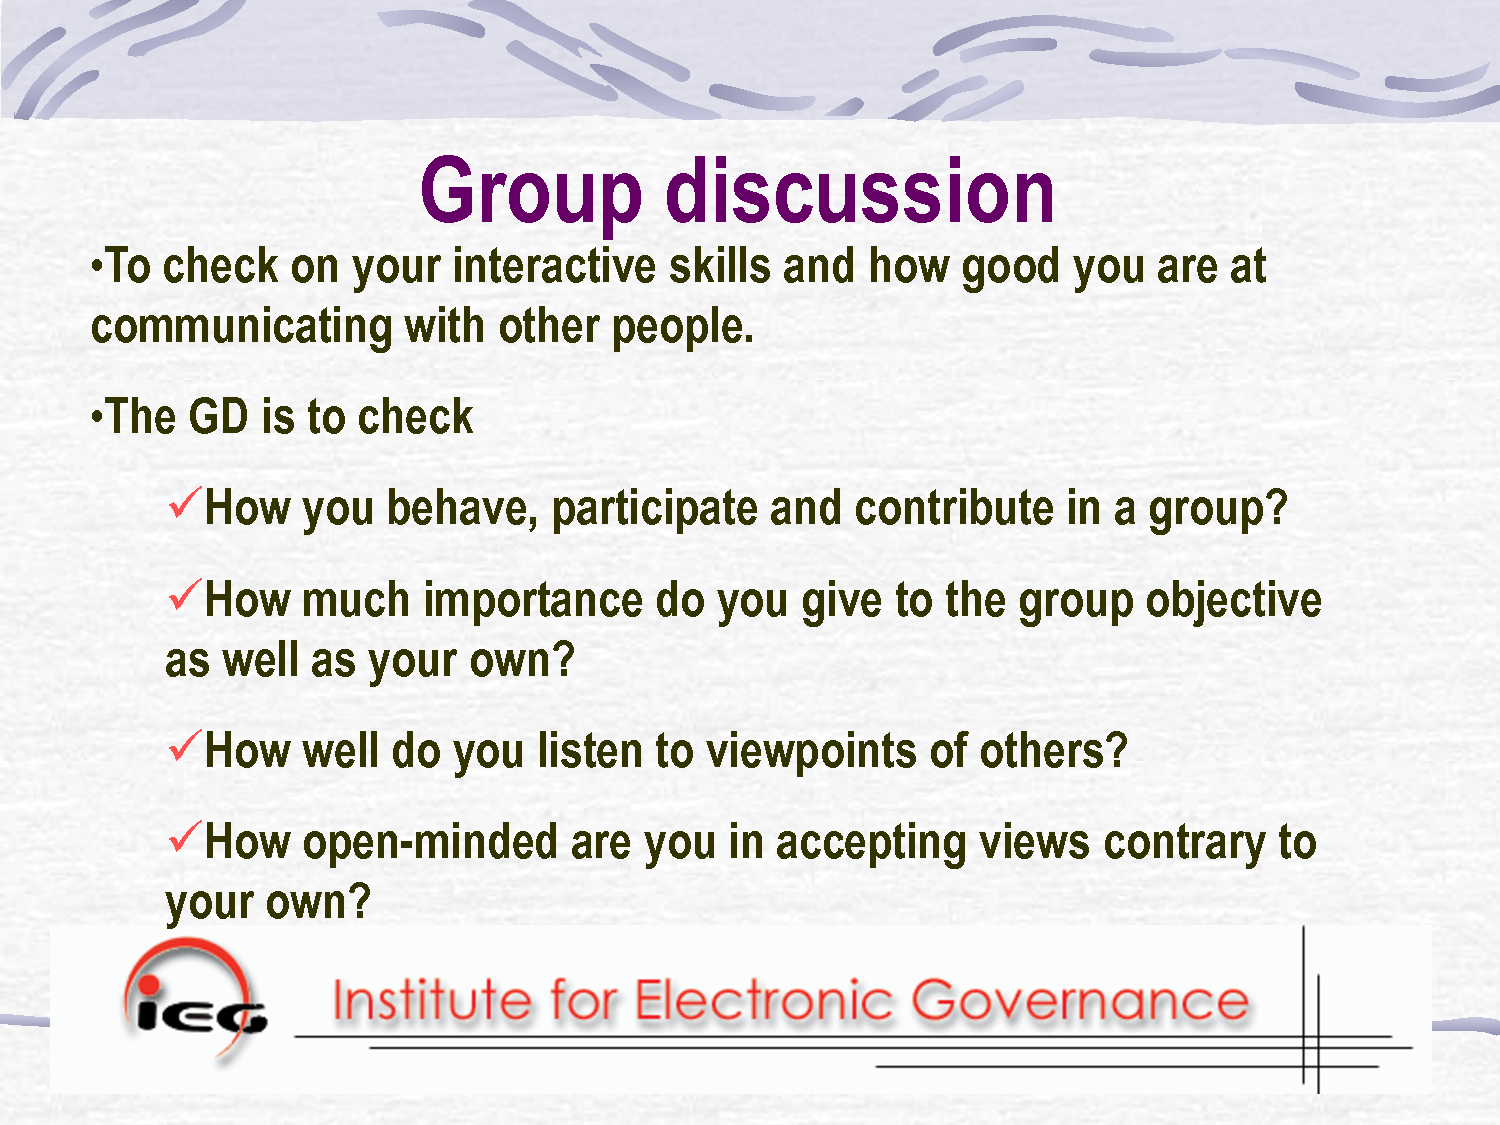 Group discussion
•To check on your interactive skills and how good you are at
communicating with other people.
•The GD is to check
✓How you behave, participate and contribute in a group?
✓How much importance do you give to the group objective
as well as your own?
✓How well do you listen to viewpoints of others?
✓How open-minded are you in accepting views contrary to
your own?
iEG Institute for Electronic Governance